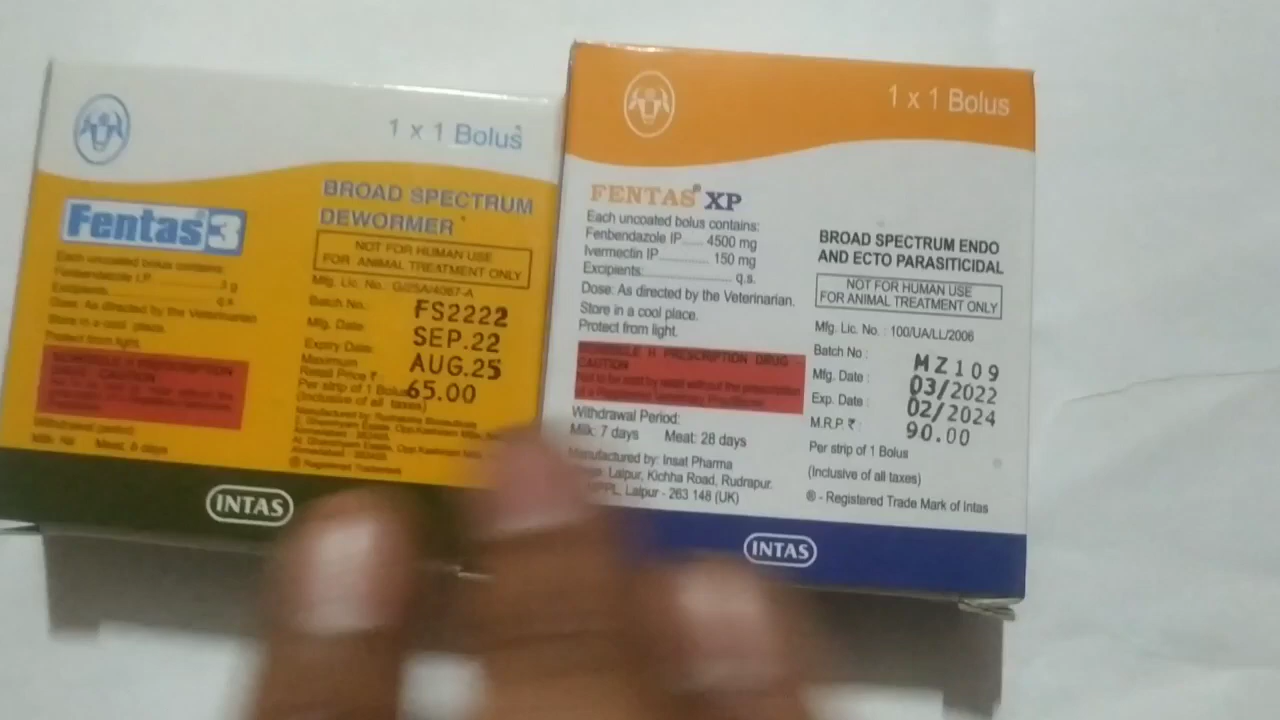 1 x 1 Bolus
Fentas® 3
BROAD SPECTRUM
DEWORMER
NOT FOR HUMAN USE
FOR ANIMAL TREATMENT ONLY
Each uncoated bolus contains:
Fenbendazole I.P. 3 g
Excipients q.s.
Dose: As directed by the Veterinarian
Store in a cool place.
Protect from light.
Mfg. Lic. No.: G/25A/4067-A
Batch No.: FS2222
Mfg. Date: SEP.22
Expiry Date: AUG.25
Maximum
Retail Price ₹: 65.00
Per strip of 1 Bolus
(Inclusive of all taxes)
Milk: Nil Meat: 6 days
® Registered Trademark
INTAS
1 x 1 Bolus
FENTAS® XP
Each uncoated bolus contains:
Fenbendazole IP..... 4500 mg
Ivermectin IP............ 150 mg
Excipients................... q.s.
Dose: As directed by the Veterinarian.
Store in a cool place.
Protect from light.
SCHEDULE H PRESCRIPTION DRUG -
CAUTION
Withdrawal Period:
Milk: 7 days Meat: 28 days
Manufactured by: Insat Pharma
Lalpur, Kichha Road, Rudrapur.
Lalpur - 263 148 (UK)
BROAD SPECTRUM ENDO
AND ECTO PARASITICIDAL
NOT FOR HUMAN USE
FOR ANIMAL TREATMENT ONLY
Mfg. Lic. No. : 100/UA/LL/2006
Batch No : MZ109
Mfg. Date : 03/2022
Exp. Date : 02/2024
M.R.P. ₹ : 90.00
Per strip of 1 Bolus
(Inclusive of all taxes)
® - Registered Trade Mark of Intas
INTAS